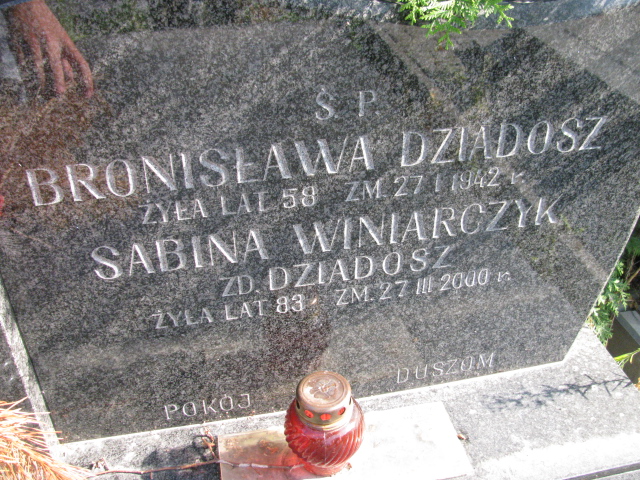 Ś. P.
BRONISŁAWA DZIADOSZ
ŻYŁA LAT 58 ZM. 27 I 1942 r.
SABINA WINIARCZYK
ZD. DZIADOSZ
ŻYŁA LAT 83 ZM. 27 III 2000 r.
POKÓJ DUSZOM